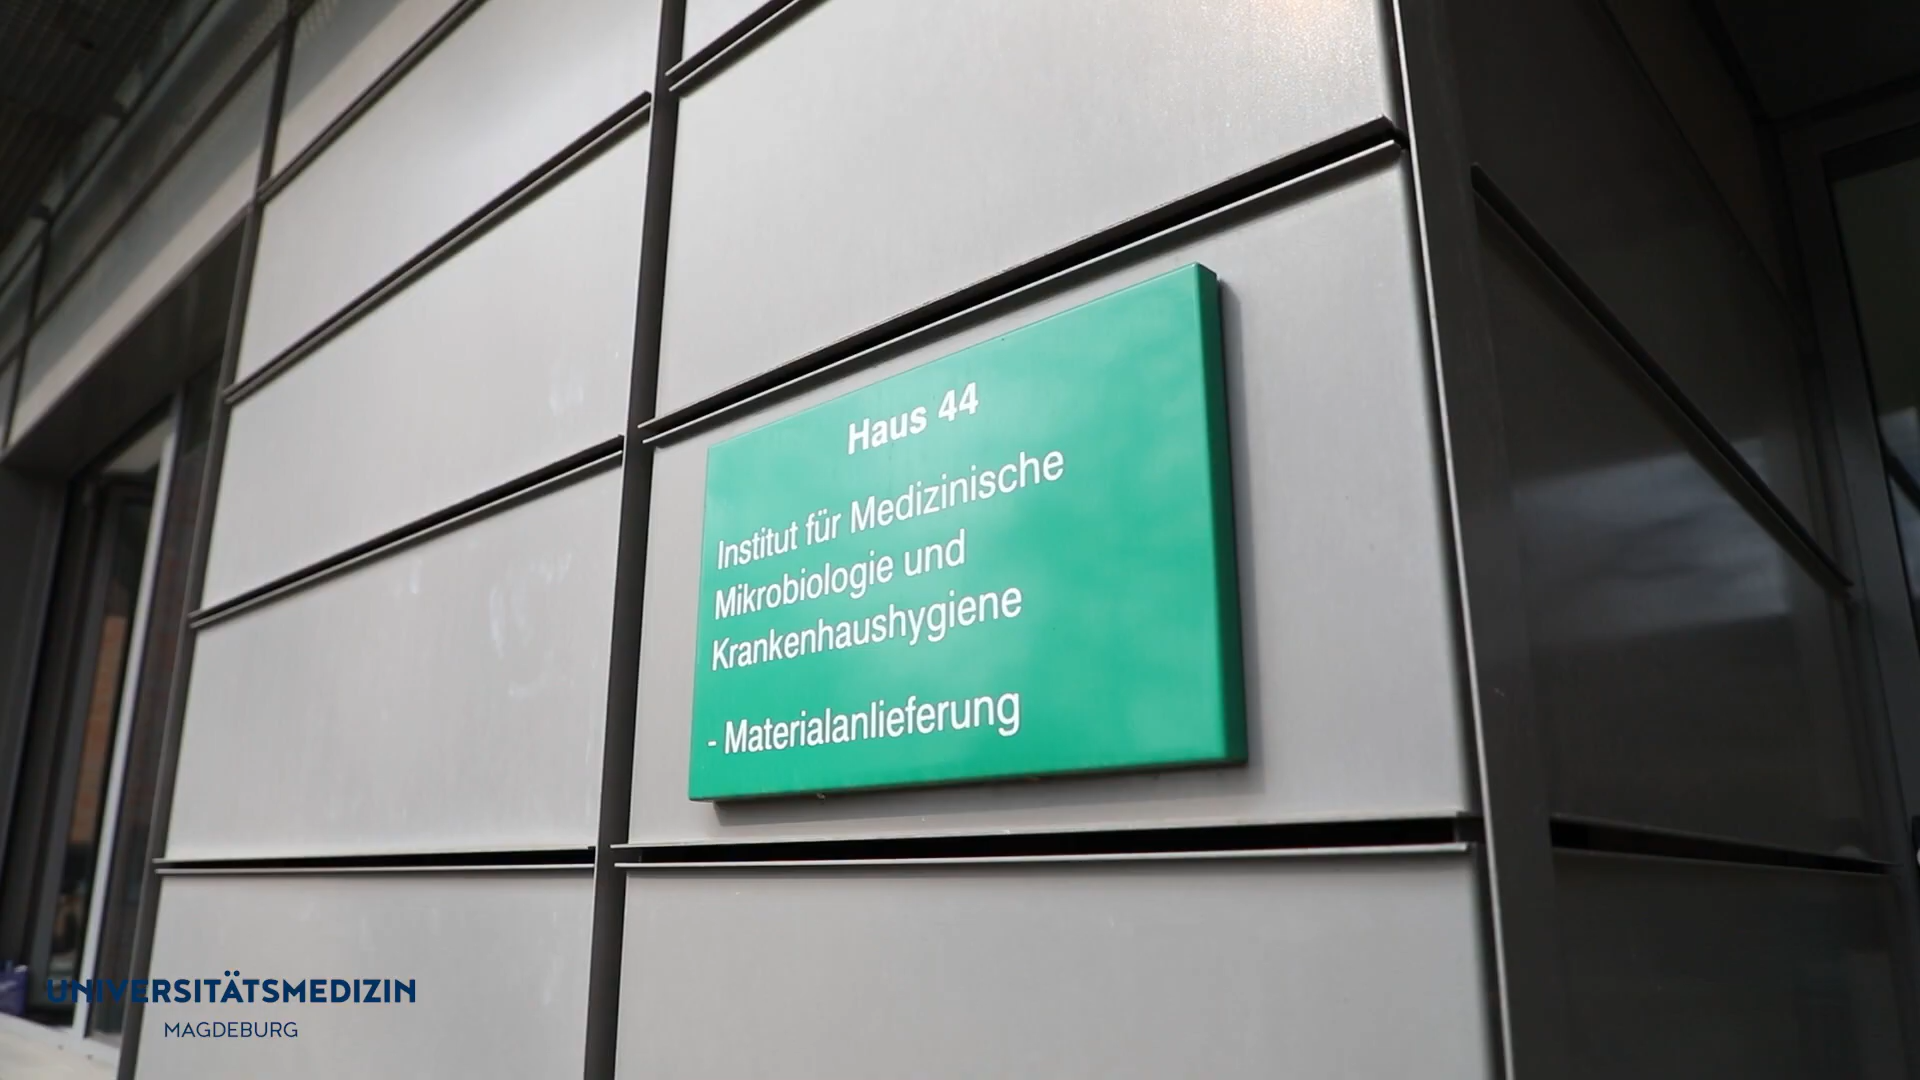 Haus 44
Institut für Medizinische
Mikrobiologie und
Krankenhaushygiene
- Materialanlieferung
UNIVERSITÄTSMEDIZIN
MAGDEBURG